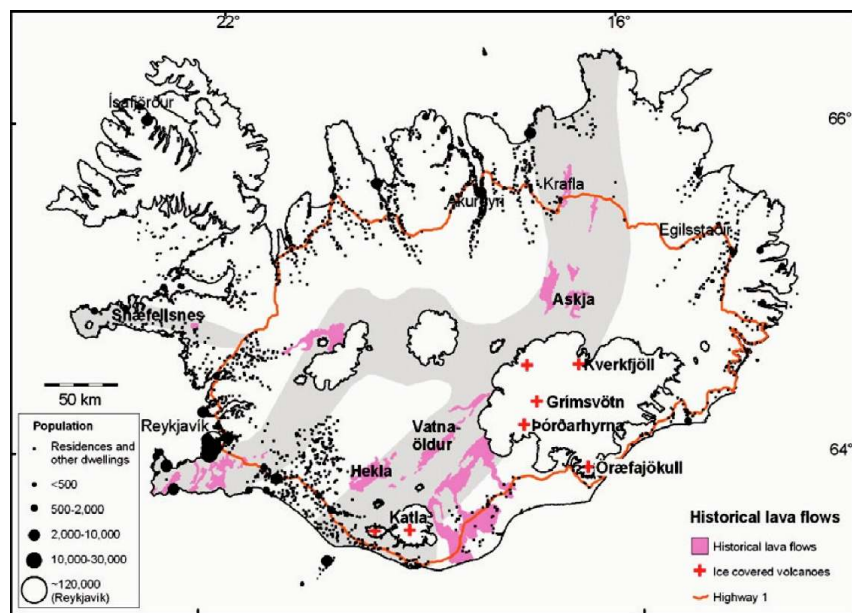 22°
16°
66°
Ísafjörður
Krafla
Akureyri
Egilsstaðir
Askja
Snæfellsnes
Kverkfjöll
50 km
Grímsvötn
Reykjavík
Vatna-
öldur
Þórðarhyrna
Hekla
64°
Öræfajökull
Katla
Population
Residences and
other dwellings
<500
500-2,000
2,000-10,000
10,000-30,000
~120,000
(Reykjavik)
Historical lava flows
Historical lava flows
Ice covered volcanoes
Highway 1